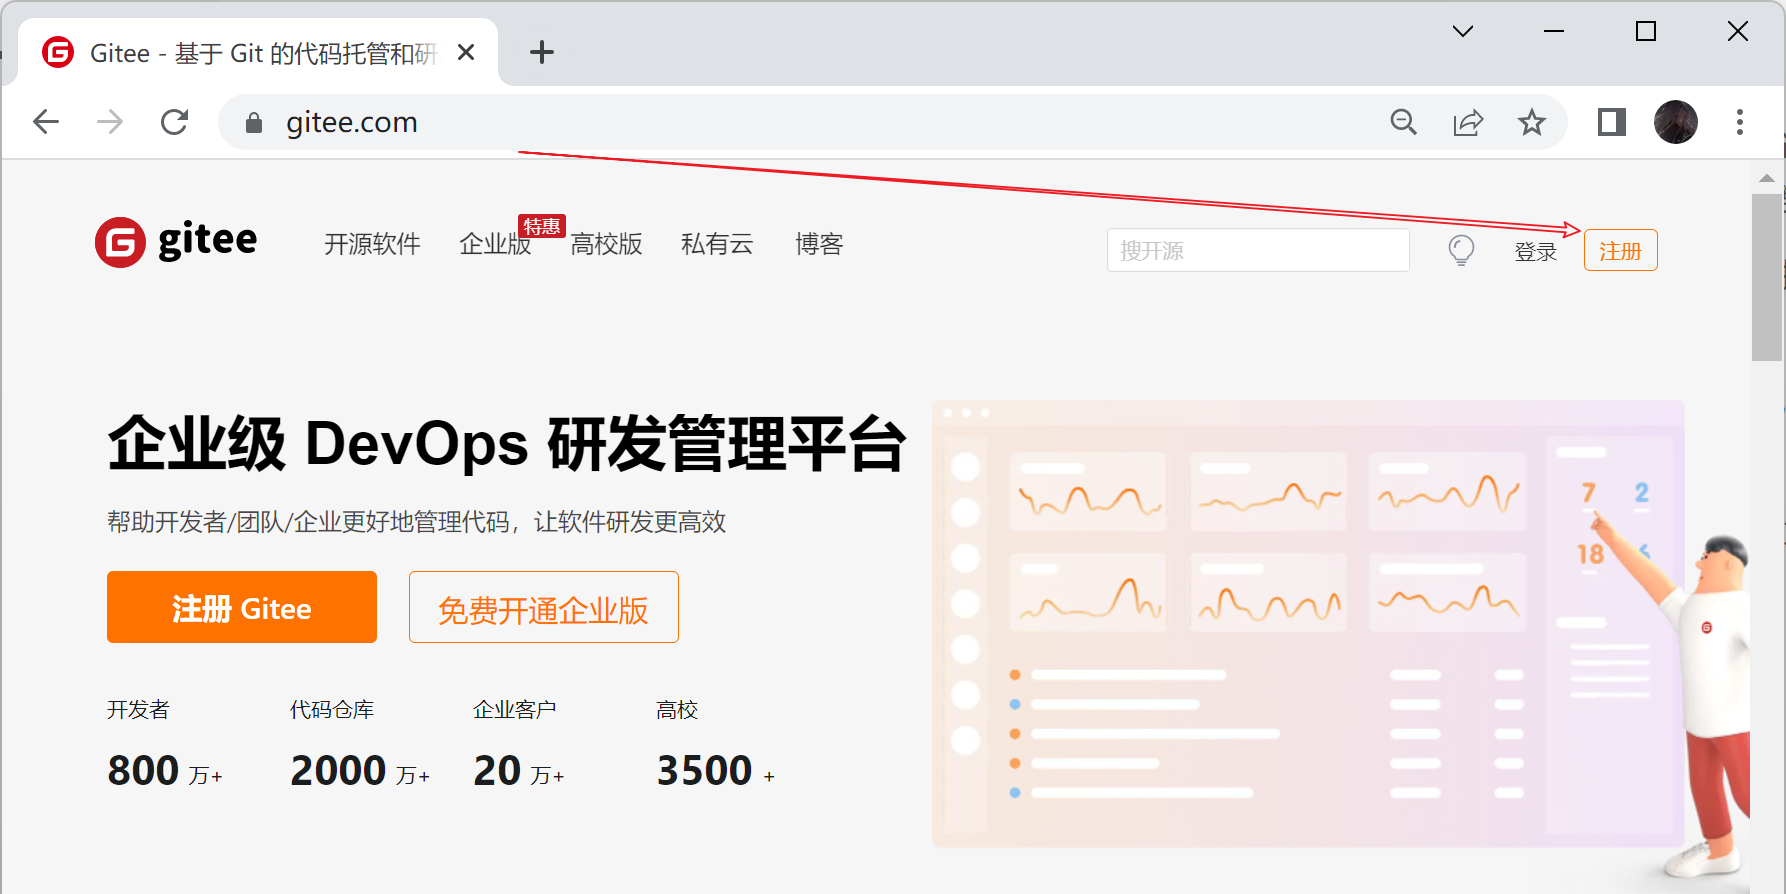 Gitee - 基于 Git 的代码托管和研
gitee.com
gitee
开源软件 企业版 特惠 高校版 私有云 博客 搜开源 登录 注册
企业级 DevOps 研发管理平台
帮助开发者/团队/企业更好地管理代码，让软件研发更高效
注册 Gitee 免费开通企业版
开发者 代码仓库 企业客户 高校
800 万+ 2000 万+ 20 万+ 3500 +
7 2
18 6